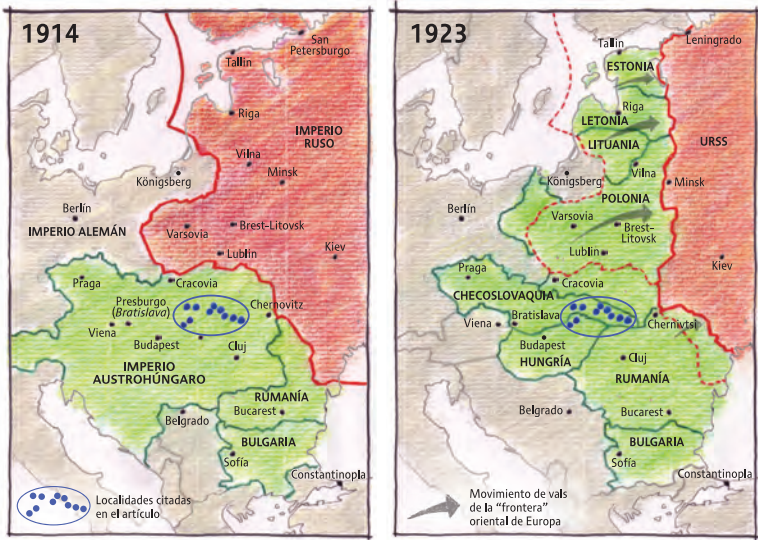 1914
San
Petersburgo
Tallin
Riga
IMPERIO
RUSO
Vilna
Minsk
Königsberg
Berlín
IMPERIO ALEMÁN
Varsovia
Brest-Litovsk
Lublin
Kiev
Praga
Cracovia
Presburgo
(Bratislava)
Chernovitz
Viena
Budapest
Cluj
IMPERIO
AUSTROHÚNGARO
RUMANÍA
Belgrado
Bucarest
BULGARIA
Sofía
Constantinopla
Localidades citadas
en el artículo
1923
Tallin
Leningrado
ESTONIA
Riga
LETONIA
LITUANIA
URSS
Vilna
Königsberg
Minsk
POLONIA
Berlín
Varsovia
Brest-
Litovsk
Lublin
Kiev
Praga
Cracovia
CHECOSLOVAQUIA
Viena
Bratislava
Chernivtsi
Budapest
HUNGRÍA
Cluj
RUMANÍA
Belgrado
Bucarest
BULGARIA
Sofía
Constantinopla
Movimiento de vals
de la "frontera"
oriental de Europa